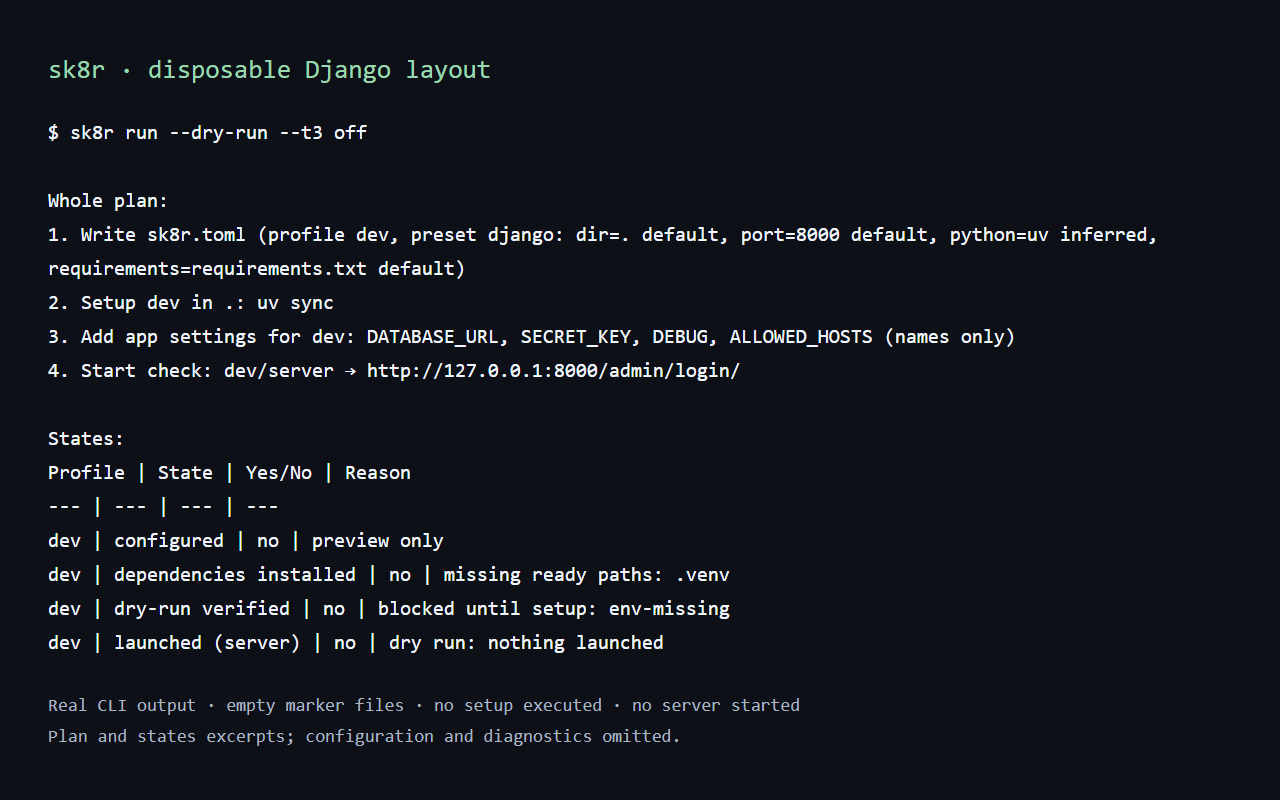 sk8r · disposable Django layout
$ sk8r run --dry-run --t3 off
Whole plan:
1. Write sk8r.toml (profile dev, preset django: dir=. default, port=8000 default, python=uv inferred,
requirements=requirements.txt default)
2. Setup dev in .: uv sync
3. Add app settings for dev: DATABASE_URL, SECRET_KEY, DEBUG, ALLOWED_HOSTS (names only)
4. Start check: dev/server → http://127.0.0.1:8000/admin/login/
States:
Profile | State | Yes/No | Reason
--- | --- | --- | ---
dev | configured | no | preview only
dev | dependencies installed | no | missing ready paths: .venv
dev | dry-run verified | no | blocked until setup: env-missing
dev | launched (server) | no | dry run: nothing launched
Real CLI output · empty marker files · no setup executed · no server started
Plan and states excerpts; configuration and diagnostics omitted.